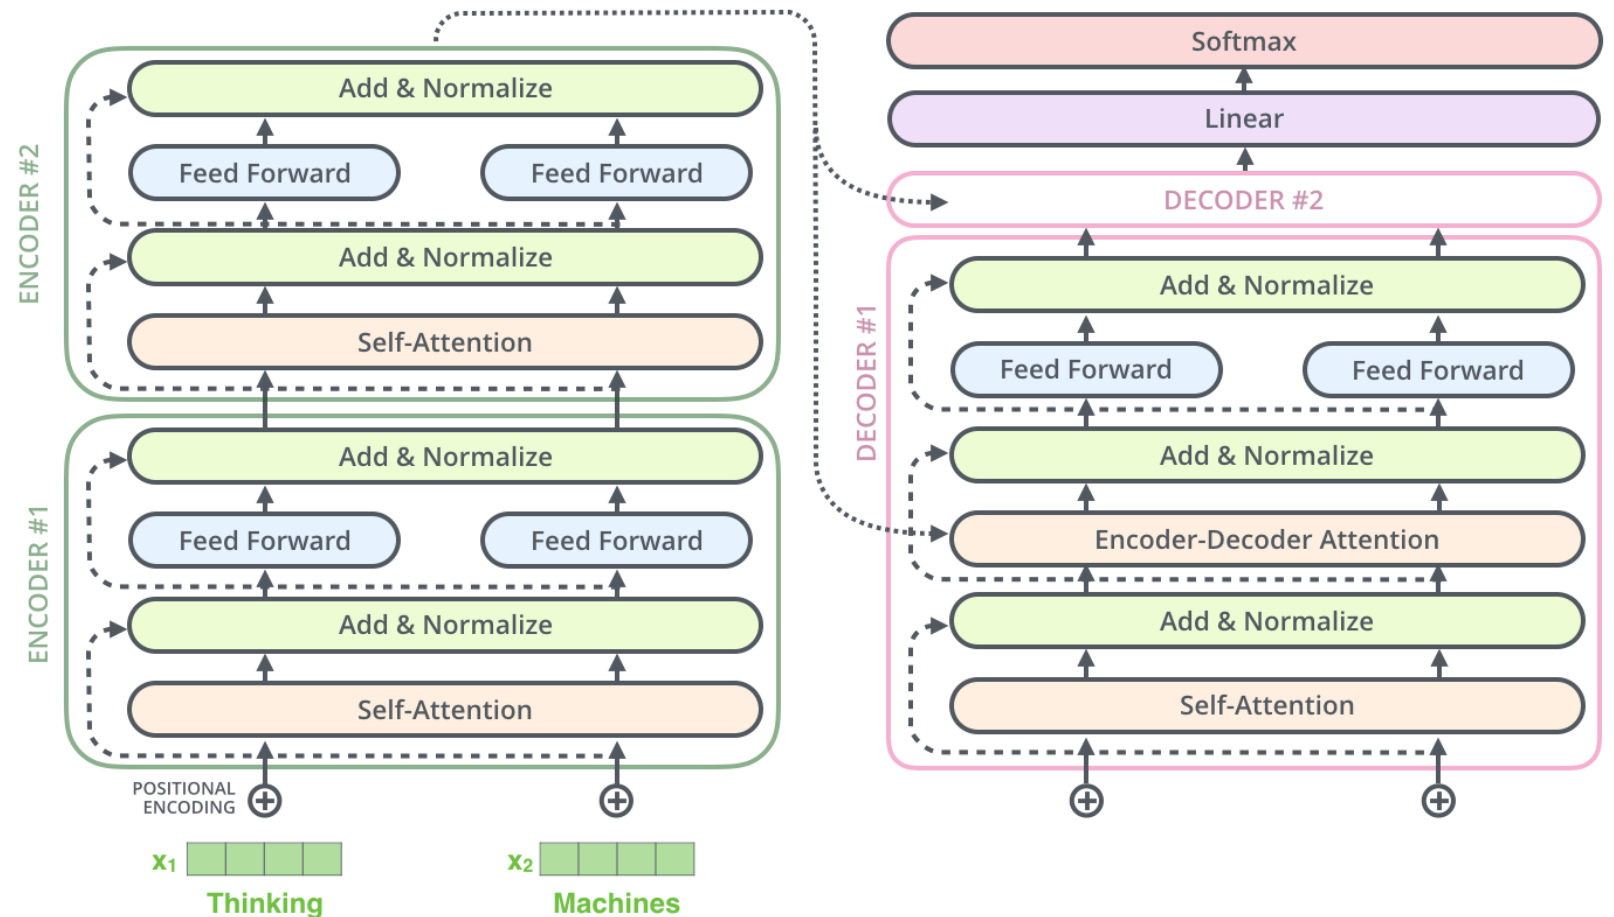 ENCODER #2
Add & Normalize
Feed Forward
Feed Forward
Add & Normalize
Self-Attention
ENCODER #1
Add & Normalize
Feed Forward
Feed Forward
Add & Normalize
Self-Attention
POSITIONAL
ENCODING
x1
x2
Thinking
Machines
Softmax
Linear
DECODER #2
DECODER #1
Add & Normalize
Feed Forward
Feed Forward
Add & Normalize
Encoder-Decoder Attention
Add & Normalize
Self-Attention